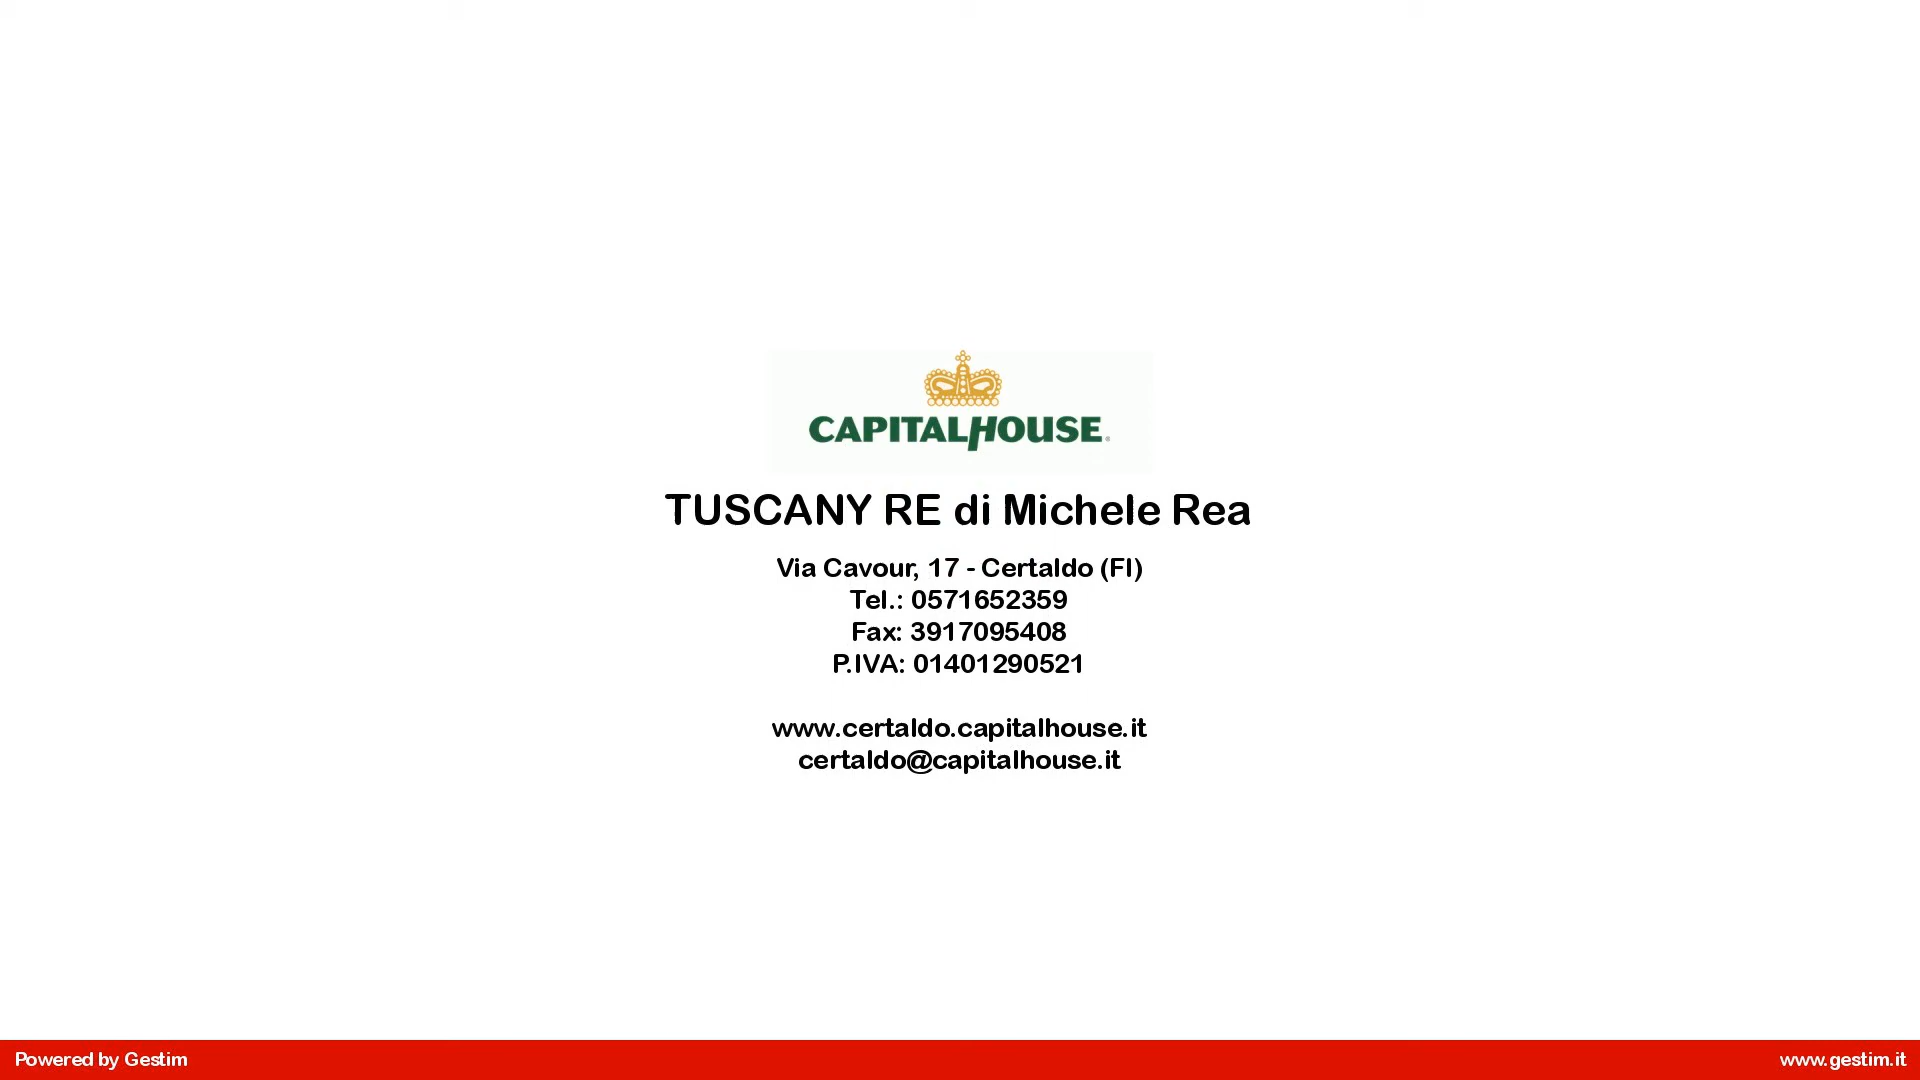 CAPITALHOUSE
TUSCANY RE di Michele Rea
Via Cavour, 17 - Certaldo (FI)
Tel.: 0571652359
Fax: 3917095408
P.IVA: 01401290521
www.certaldo.capitalhouse.it
certaldo@capitalhouse.it
Powered by Gestim
www.gestim.it